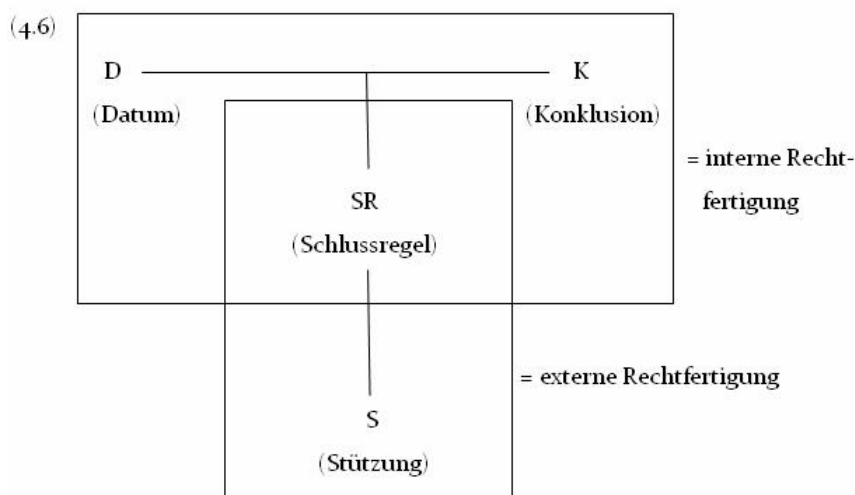 (4.6)
D K
(Datum) (Konklusion)
= interne Recht-
fertigung
SR
(Schlussregel)
= externe Rechtfertigung
S
(Stützung)